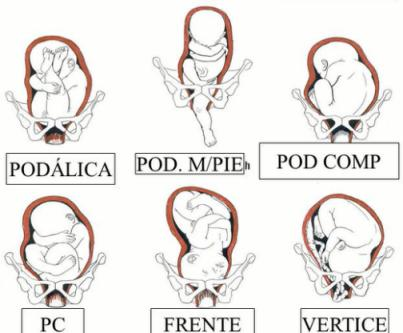 PODÁLICA
POD. M/PIE
POD COMP
PC
FRENTE
VERTICE